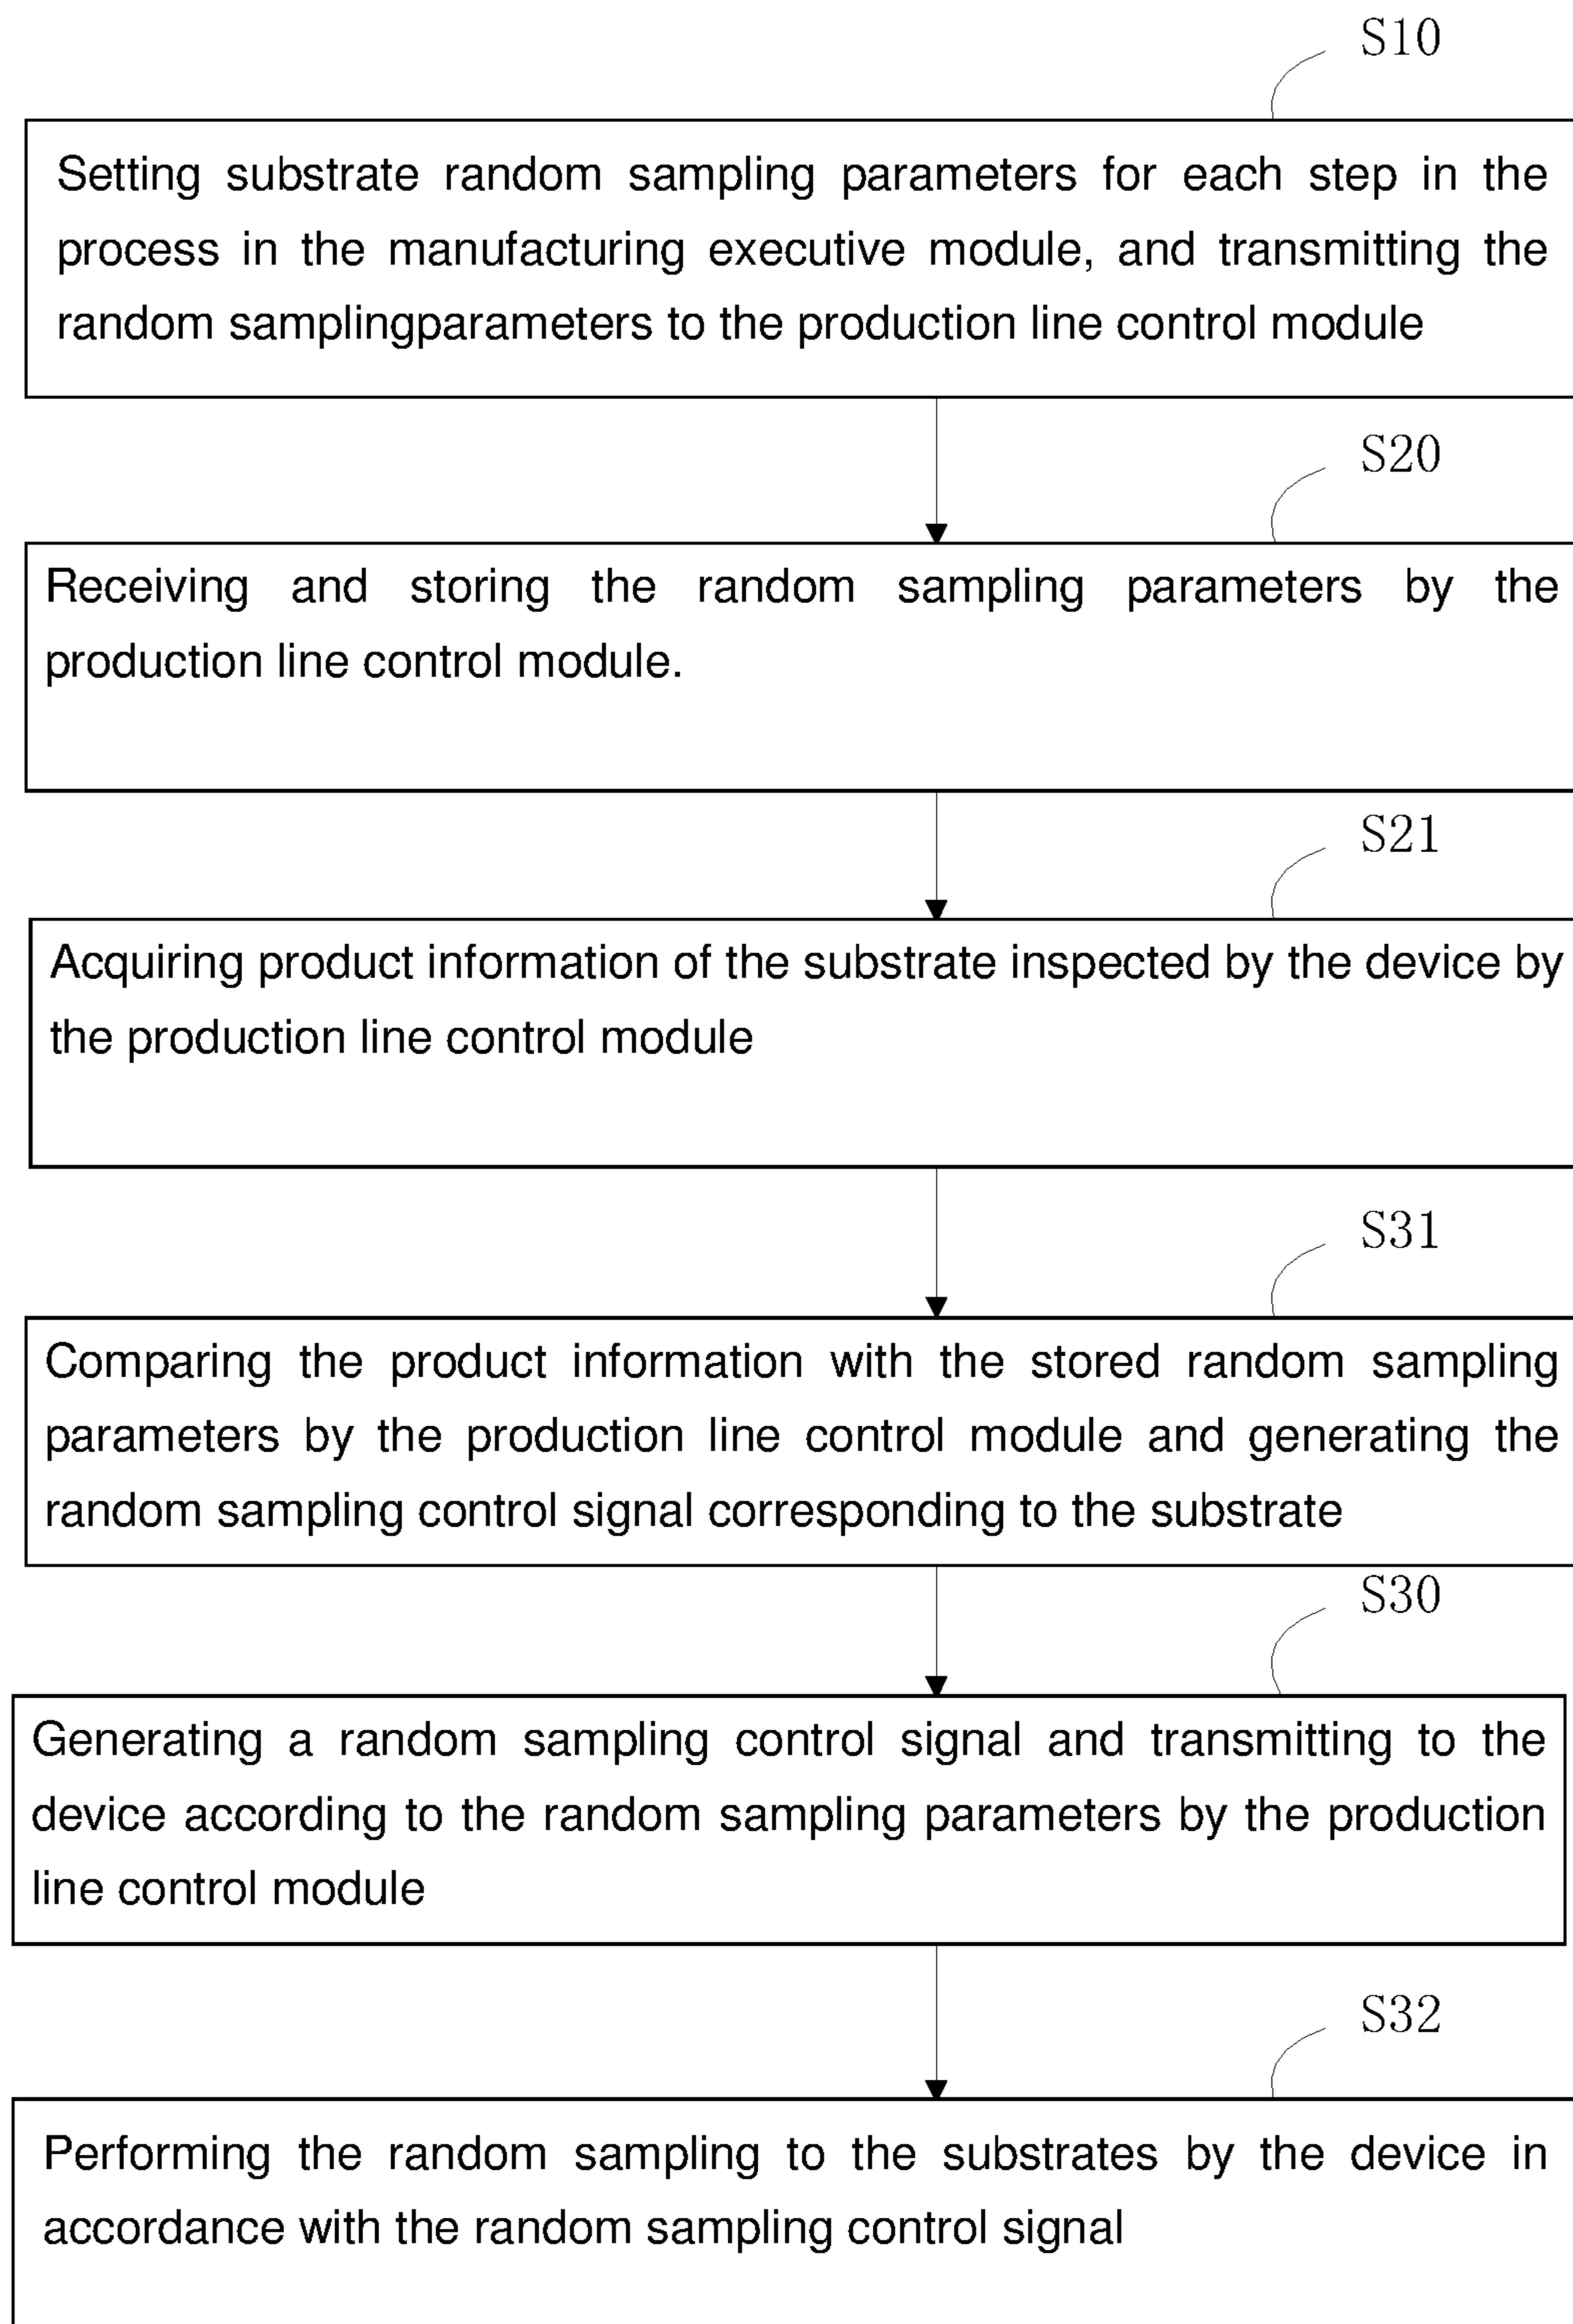 S10
Setting substrate random sampling parameters for each step in the
process in the manufacturing executive module, and transmitting the
random samplingparameters to the production line control module
S20
Receiving and storing the random sampling parameters by the
production line control module.
S21
Acquiring product information of the substrate inspected by the device by
the production line control module
S31
Comparing the product information with the stored random sampling
parameters by the production line control module and generating the
random sampling control signal corresponding to the substrate
S30
Generating a random sampling control signal and transmitting to the
device according to the random sampling parameters by the production
line control module
S32
Performing the random sampling to the substrates by the device in
accordance with the random sampling control signal